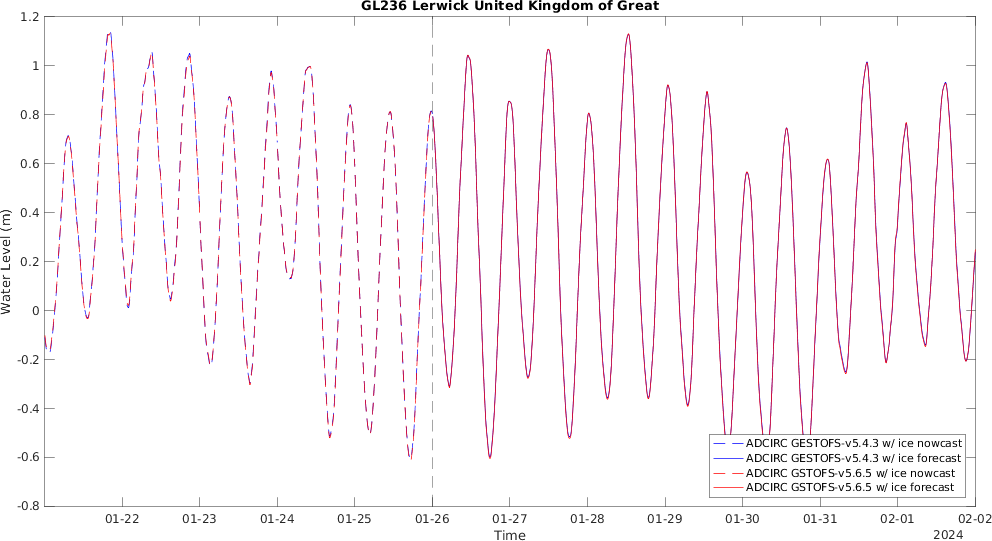 GL236 Lerwick United Kingdom of Great
1.2
1
0.8
0.6
0.4
0.2
0
-0.2
-0.4
-0.6
-0.8
Water Level (m)
ADCIRC GESTOFS-v5.4.3 w/ ice nowcast
ADCIRC GESTOFS-v5.4.3 w/ ice forecast
ADCIRC GSTOFS-v5.6.5 w/ ice nowcast
ADCIRC GSTOFS-v5.6.5 w/ ice forecast
01-22 01-23 01-24 01-25 01-26 01-27 01-28 01-29 01-30 01-31 02-01 02-02
Time
2024